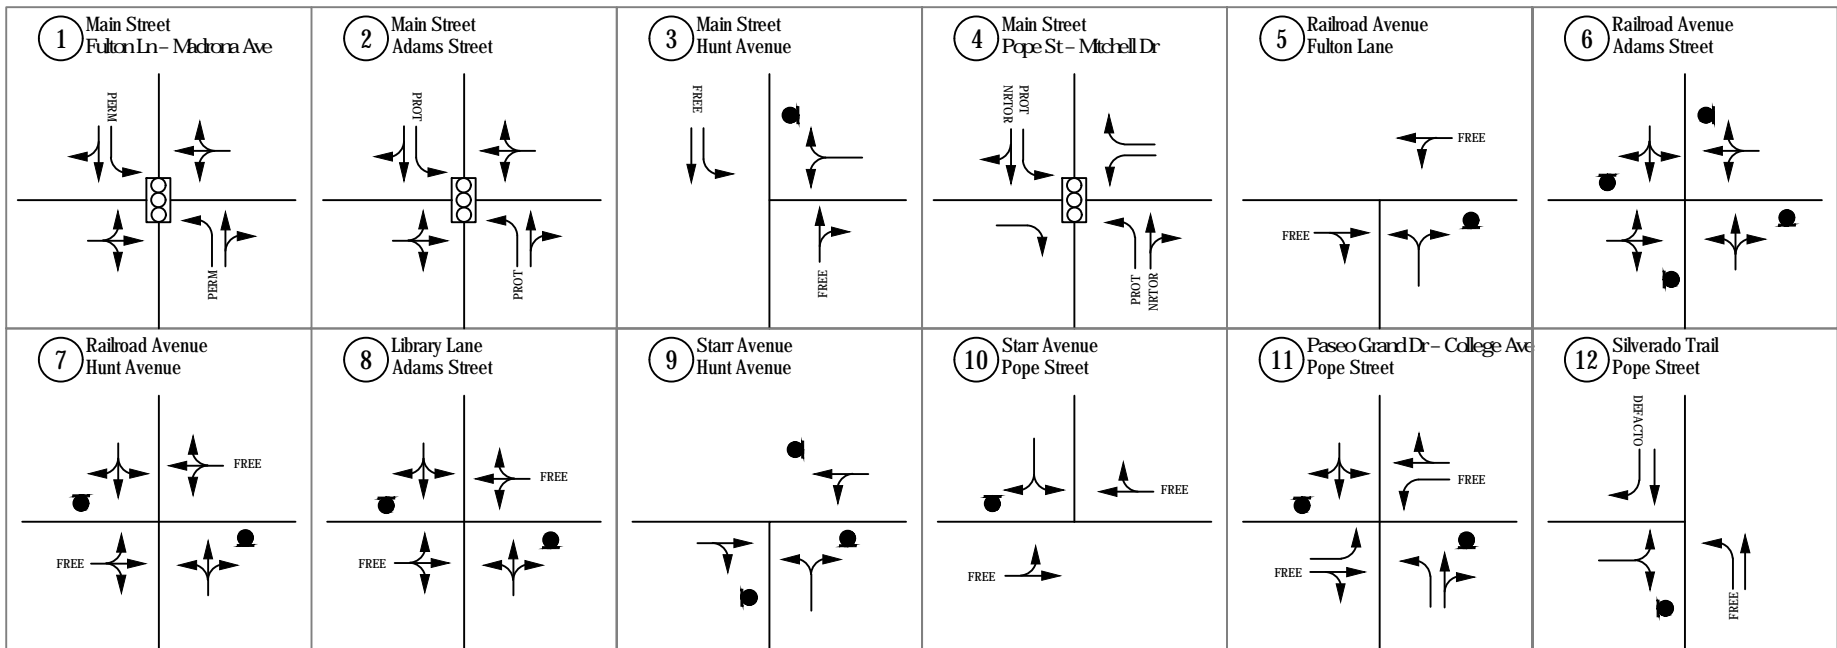 1
Main Street
Fulton Ln – Madrona Ave
PERM
PERM
2
Main Street
Adams Street
PROT
PROT
3
Main Street
Hunt Avenue
FREE
FREE
4
Main Street
Pope St – Mitchell Dr
NRTOR
PROT
PROT
NRTOR
5
Railroad Avenue
Fulton Lane
FREE
FREE
6
Railroad Avenue
Adams Street
7
Railroad Avenue
Hunt Avenue
FREE
FREE
8
Library Lane
Adams Street
FREE
FREE
9
Starr Avenue
Hunt Avenue
10
Starr Avenue
Pope Street
FREE
FREE
11
Paseo Grand Dr – College Ave
Pope Street
FREE
FREE
12
Silverado Trail
Pope Street
DEFACTO
FREE